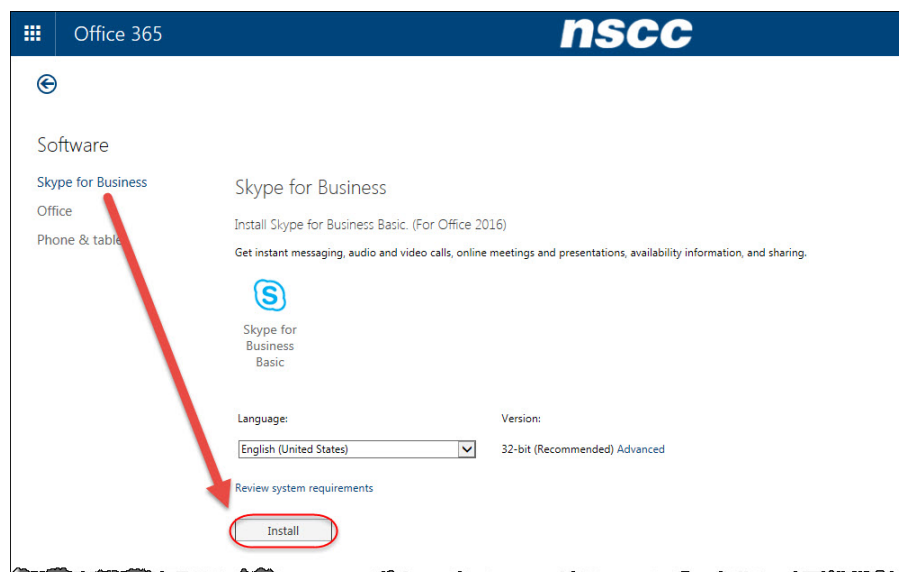 Office 365
nscc
Software
Skype for Business
Office
Phone &
Skype for Business
Install Skype for Business Basic. (For Office 2016)
Get instant messaging, audio and video calls, online meetings and presentations, availability information, and sharing.
Skype for
Business
Basic
Language:
Version:
English (United States)
32-bit (Recommended) Advanced
Review system requirements
Install